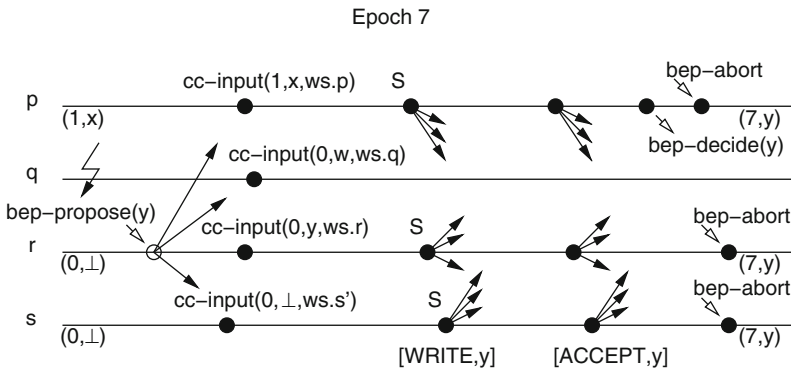 Epoch 7
cc-input(1,x,ws.p) S bep-abort
p
(1,x) (7,y)
bep-decide(y)
cc-input(0,w,ws.q)
q
bep-propose(y) cc-input(0,y,ws.r) S bep-abort
r
(0,⊥) (7,y)
cc-input(0,⊥,ws.s') S bep-abort
s
(0,⊥) (7,y)
[WRITE,y] [ACCEPT,y]